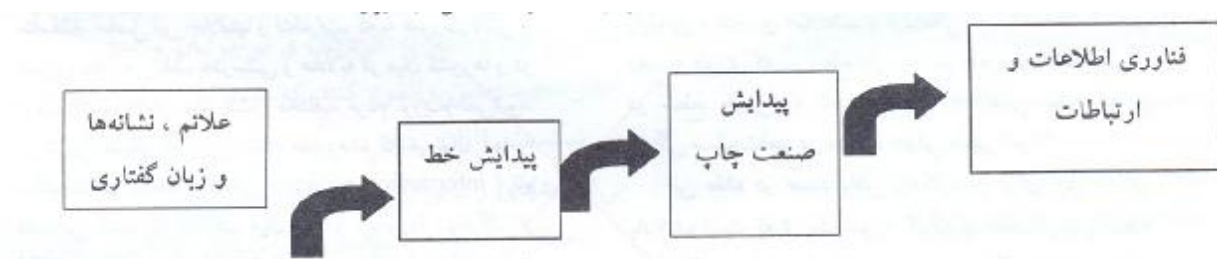 علائم ، نشانه‌ها
و زبان گفتاری
پیدایش خط
پیدایش
صنعت چاپ
فناوری اطلاعات و
ارتباطات